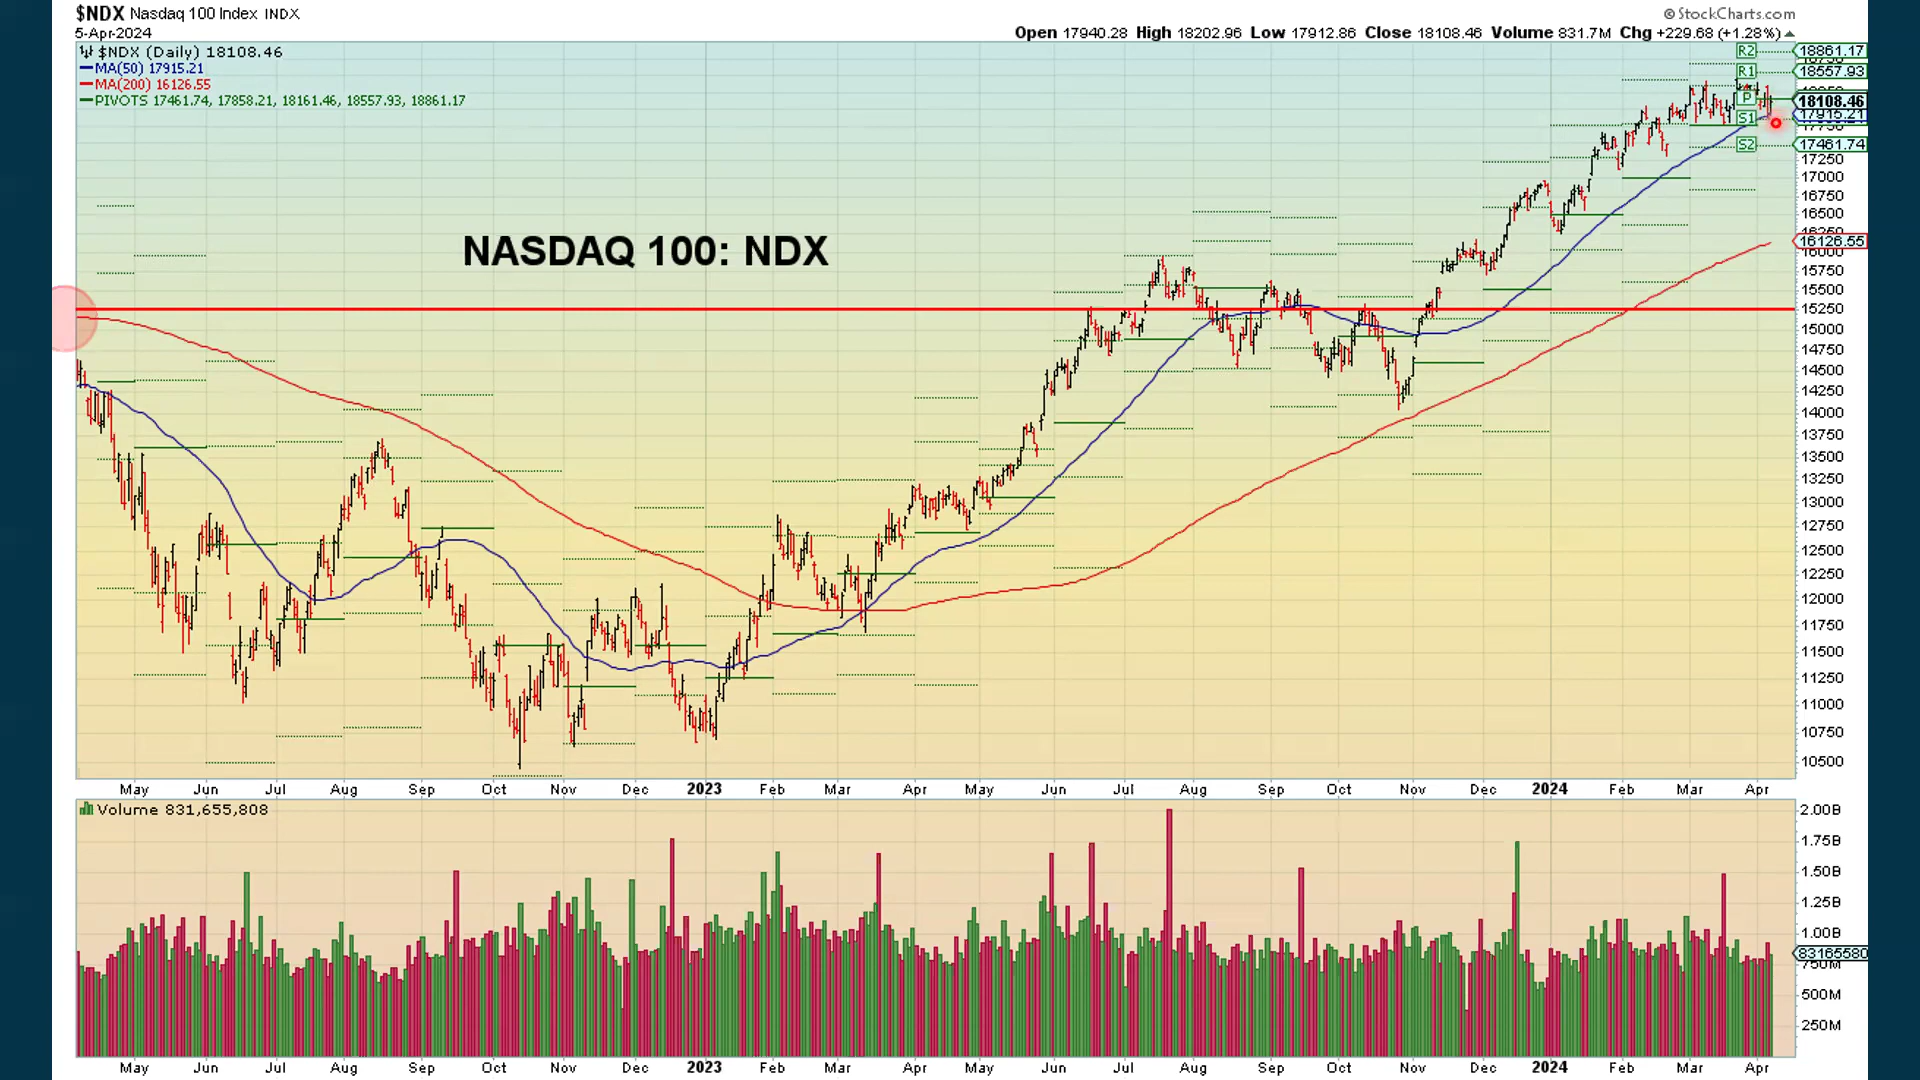 $NDX Nasdaq 100 Index INDX
© StockCharts.com
5-Apr-2024
Open 17940.28 High 18202.96 Low 17912.86 Close 18108.46 Volume 831.7M Chg +229.68 (+1.28%)
$NDX (Daily) 18108.46
MA(50) 17915.21
MA(200) 16126.55
PIVOTS 17461.74, 17858.21, 18161.46, 18557.93, 18861.17
R2
18861.17
R1
18557.93
P
18108.46
S1
17915.21
S2
17461.74
17250
17000
16750
16500
16126.55
15750
15500
15250
15000
14750
14500
14250
14000
13750
13500
13250
13000
12750
12500
12250
12000
11750
11500
11250
11000
10750
10500
NASDAQ 100: NDX
May Jun Jul Aug Sep Oct Nov Dec 2023 Feb Mar Apr May Jun Jul Aug Sep Oct Nov Dec 2024 Feb Mar Apr
Volume 831,655,808
2.00B
1.75B
1.50B
1.25B
1.00B
83165580
750M
500M
250M
May Jun Jul Aug Sep Oct Nov Dec 2023 Feb Mar Apr May Jun Jul Aug Sep Oct Nov Dec 2024 Feb Mar Apr